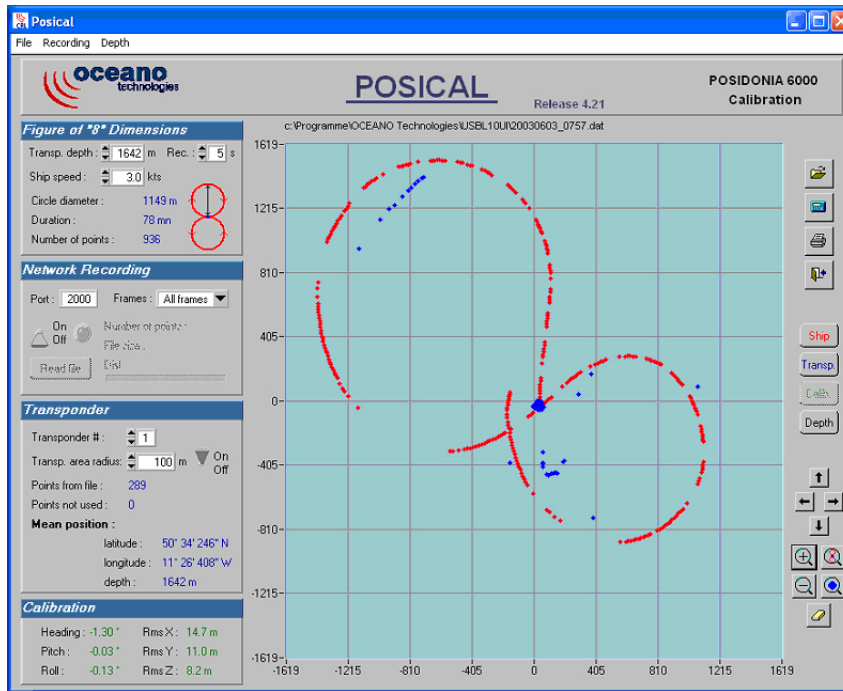 Posical
File Recording Depth
oceano
technologies
POSICAL
Release 4.21
POSIDONIA 6000
Calibration
Figure of "8" Dimensions
Transp. depth : 1642 m Rec. : 5 s
Ship speed : 3.0 kts
Circle diameter : 1149 m
Duration : 78 mn
Number of points : 936
Network Recording
Port : 2000 Frames : All frames
On
Off
Number of points :
File size :
Read file
Transponder
Transponder # : 1
Transp. area radius: 100 m
On
Off
Points from file : 289
Points not used : 0
Mean position :
latitude : 50° 34' 246" N
longitude : 11° 26' 408" W
depth : 1642 m
Calibration
Heading : -1.30 ° Rms X : 14.7 m
Pitch : -0.03 ° Rms Y : 11.0 m
Roll : -0.13 ° Rms Z : 8.2 m
c:\Programme\OCEANO Technologies\USBL10UI\20030603_0757.dat
1619
1215
810
405
0
-405
-810
-1215
-1619
-1619 -1215 -810 -405 0 405 810 1215 1619
Ship
Transp.
Calib.
Depth